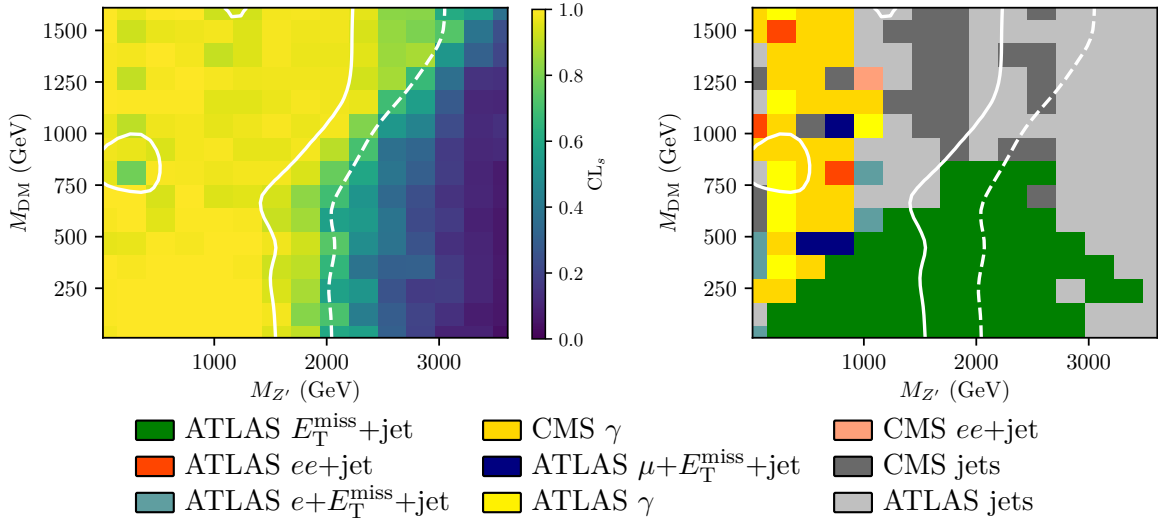 1500
1250
1000
750
500
250
M_DM (GeV)
1000
2000
3000
M_Z′ (GeV)
1.0
0.8
0.6
0.4
0.2
0.0
CL_s
1500
1250
1000
750
500
250
M_DM (GeV)
1000
2000
3000
M_Z′ (GeV)
ATLAS E_T^miss+jet
CMS γ
CMS ee+jet
ATLAS ee+jet
ATLAS μ+E_T^miss+jet
CMS jets
ATLAS e+E_T^miss+jet
ATLAS γ
ATLAS jets